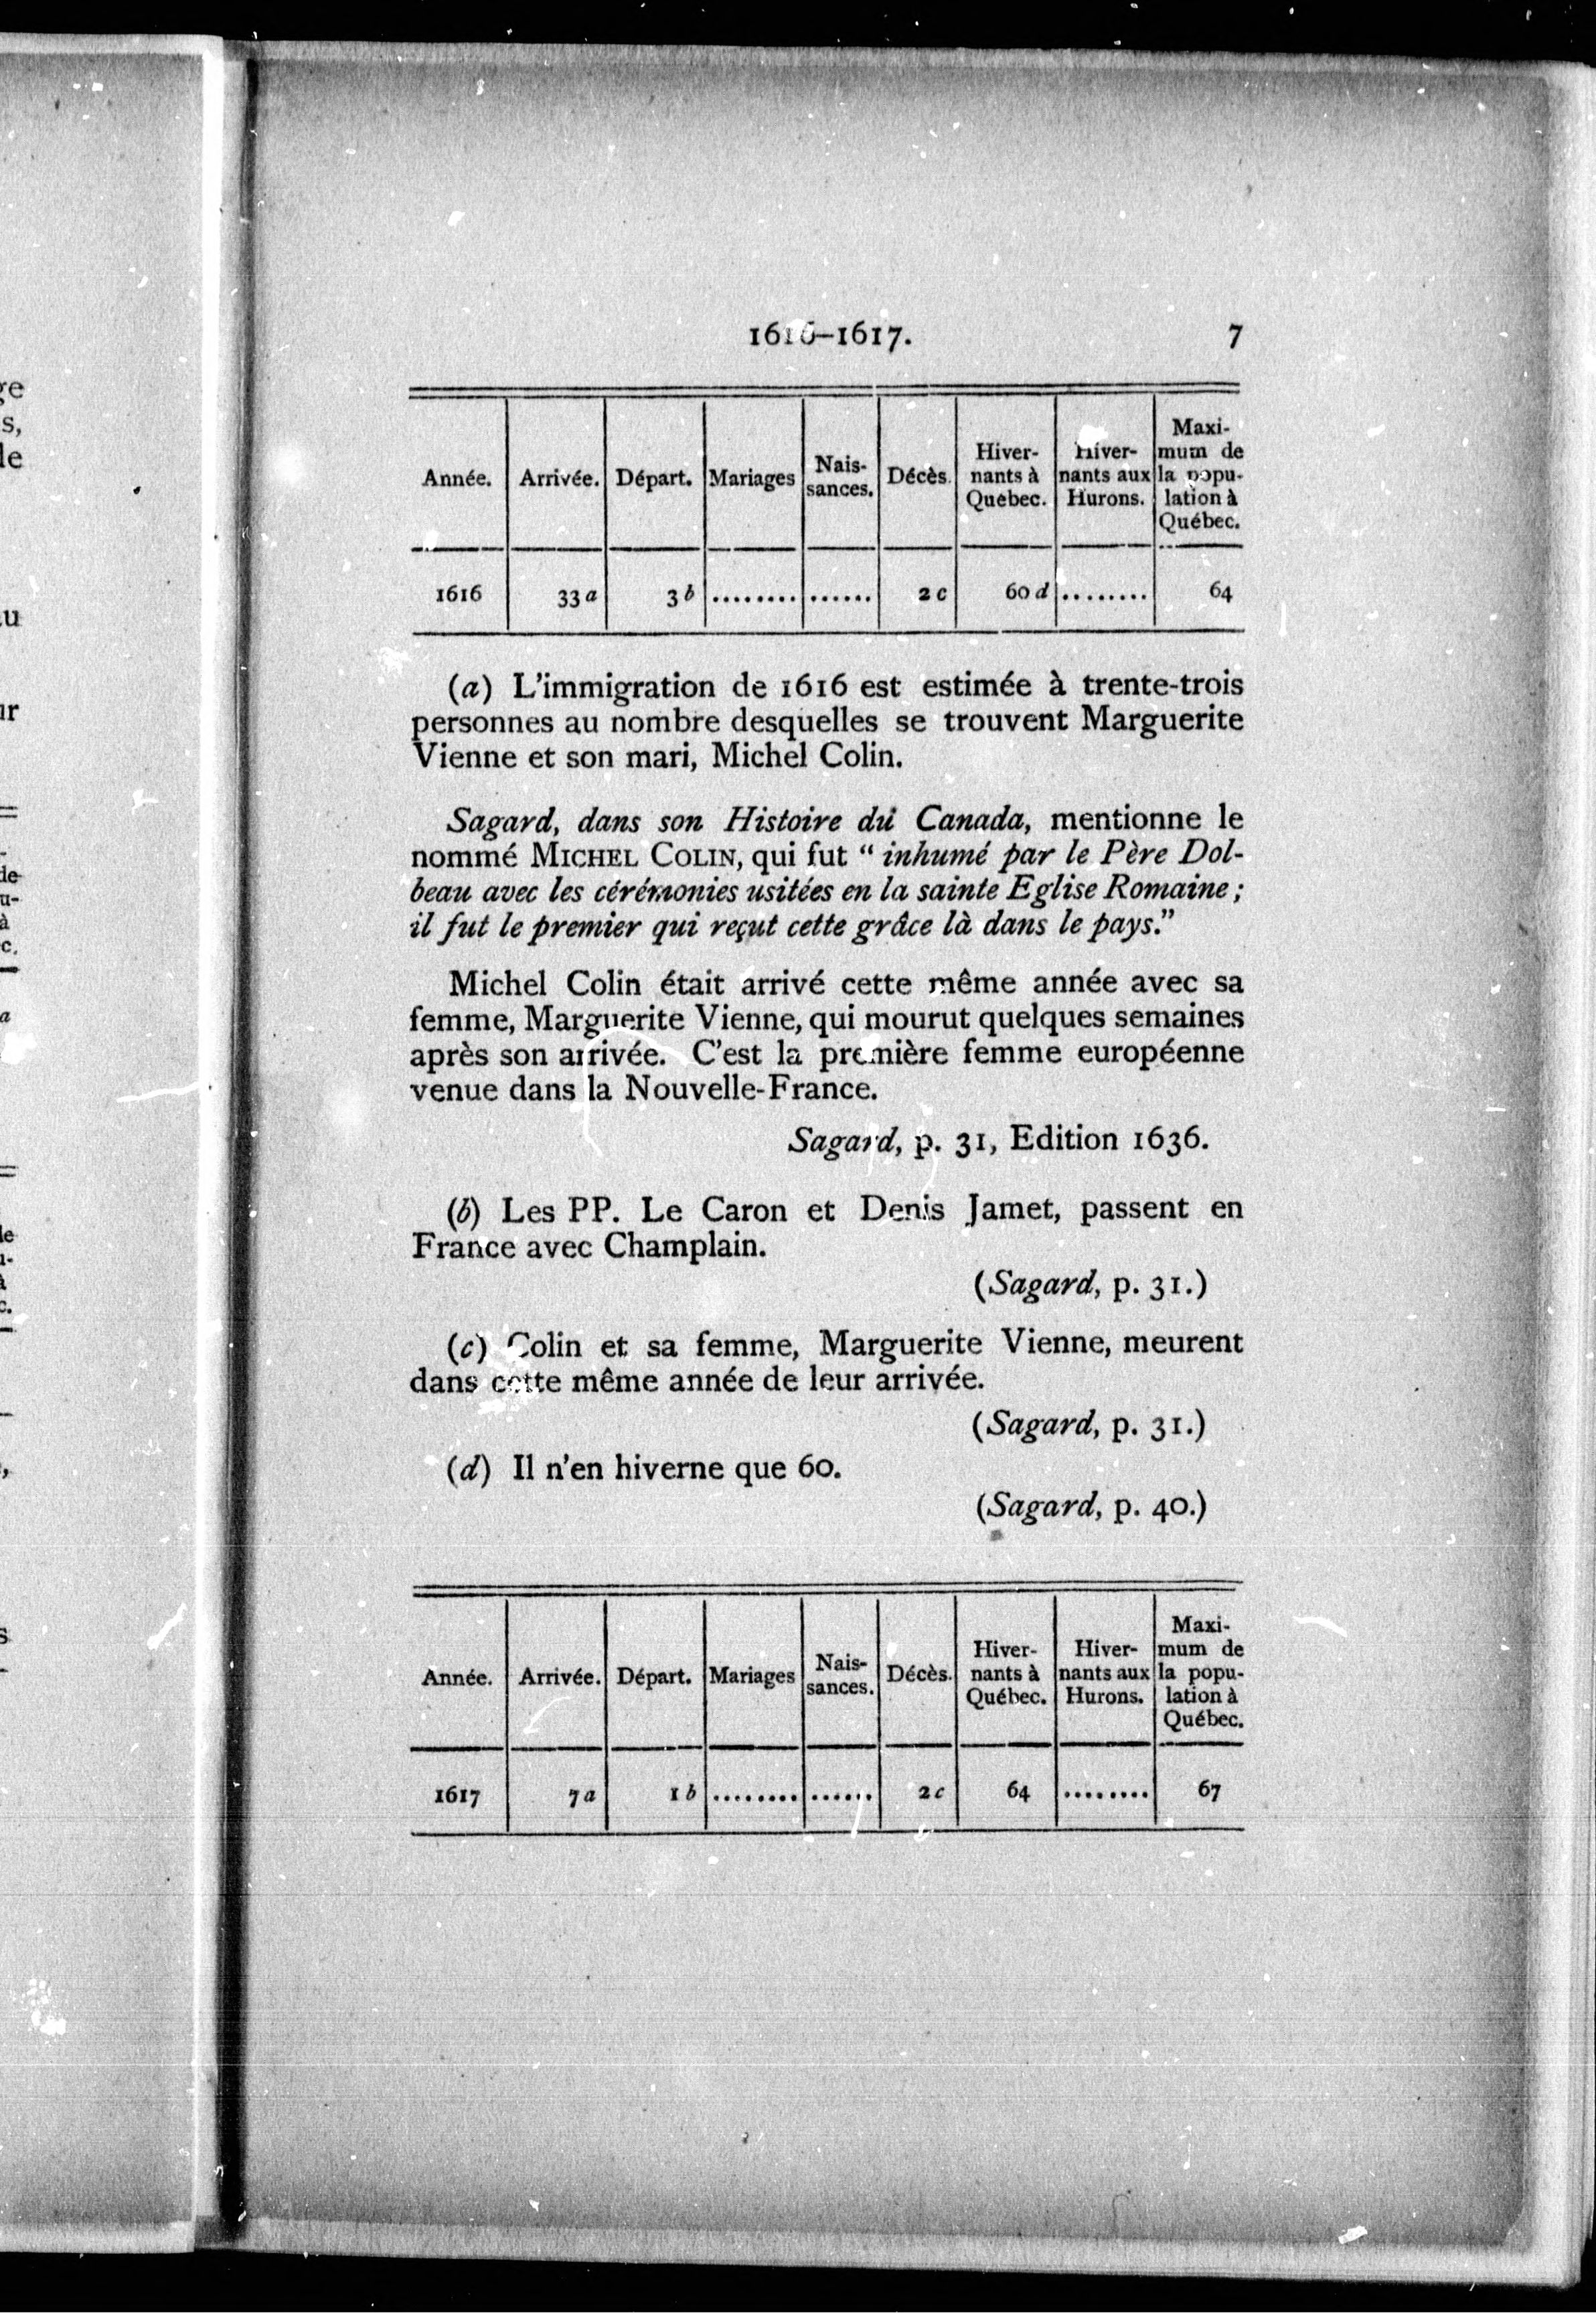 1616–1617. 7
Année. Arrivée. Départ. Mariages Nais-sances. Décès. Hiver-nants à Québec. Hiver-nants aux Hurons. Maxi-mum de la popu-lation à Québec.
1616 33 a 3 b ........ ...... 2 c 60 d ........ 64
(a) L'immigration de 1616 est estimée à trente-trois
personnes au nombre desquelles se trouvent Marguerite
Vienne et son mari, Michel Colin.
Sagard, dans son Histoire du Canada, mentionne le
nommé MICHEL COLIN, qui fut “ inhumé par le Père Dol-
beau avec les cérémonies usitées en la sainte Eglise Romaine ;
il fut le premier qui reçut cette grâce là dans le pays.”
Michel Colin était arrivé cette même année avec sa
femme, Marguerite Vienne, qui mourut quelques semaines
après son arrivée. C'est la première femme européenne
venue dans la Nouvelle-France.
Sagard, p. 31, Edition 1636.
(b) Les PP. Le Caron et Denis Jamet, passent en
France avec Champlain.
(Sagard, p. 31.)
(c) Colin et sa femme, Marguerite Vienne, meurent
dans cette même année de leur arrivée.
(Sagard, p. 31.)
(d) Il n'en hiverne que 60.
(Sagard, p. 40.)
Année. Arrivée. Départ. Mariages Nais-sances. Décès. Hiver-nants à Québec. Hiver-nants aux Hurons. Maxi-mum de la popu-lation à Québec.
1617 7 a 1 b ........ ...... 2 c 64 ........ 67